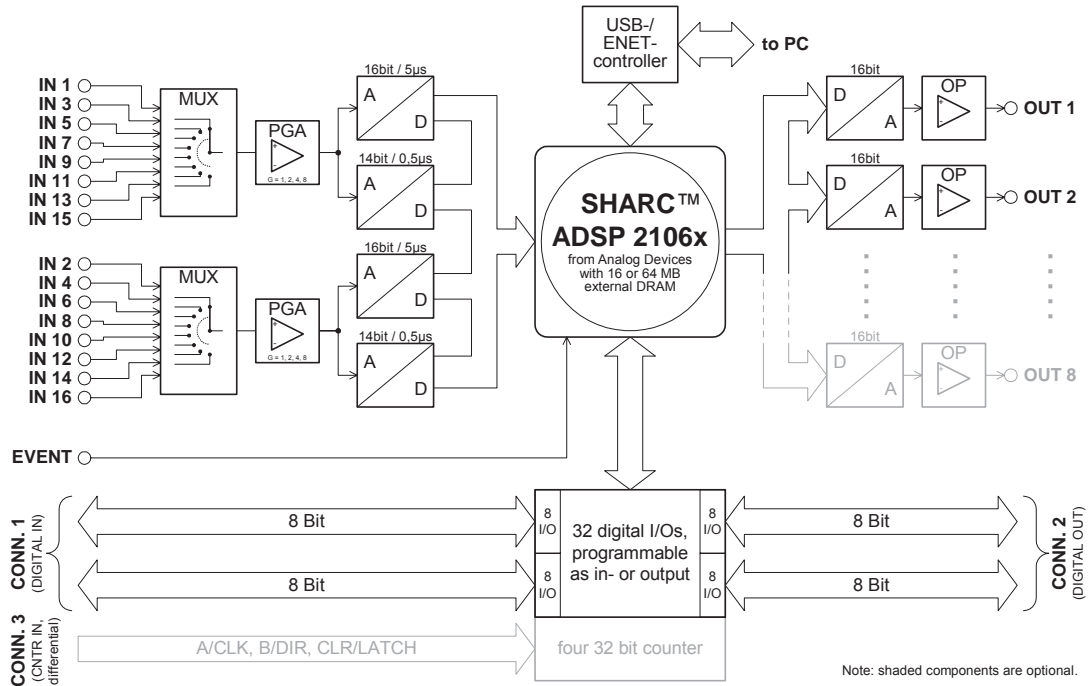 USB-/
ENET-
controller
to PC
IN 1
IN 3
IN 5
IN 7
IN 9
IN 11
IN 13
IN 15
MUX
PGA
+
-
G = 1, 2, 4, 8
16bit / 5µs
A
D
14bit / 0,5µs
A
D
IN 2
IN 4
IN 6
IN 8
IN 10
IN 12
IN 14
IN 16
MUX
PGA
+
-
G = 1, 2, 4, 8
16bit / 5µs
A
D
14bit / 0,5µs
A
D
SHARC™
ADSP 2106x
from Analog Devices
with 16 or 64 MB
external DRAM
16bit
D
A
OP
+
-
OUT 1
16bit
D
A
OP
+
-
OUT 2
16bit
D
A
OP
+
-
OUT 8
EVENT
CONN. 1
(DIGITAL IN)
8 Bit
8 Bit
8
I/O
8
I/O
32 digital I/Os,
programmable
as in- or output
8
I/O
8
I/O
8 Bit
8 Bit
CONN. 2
(DIGITAL OUT)
CONN. 3
(CNTR IN,
differential)
A/CLK, B/DIR, CLR/LATCH
four 32 bit counter
Note: shaded components are optional.